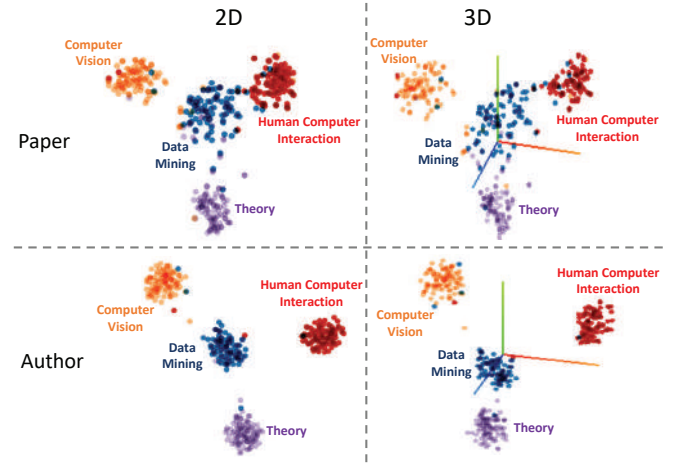 2D
3D
Paper
Computer
Vision
Data
Mining
Human Computer
Interaction
Theory
Computer
Vision
Data
Mining
Human Computer
Interaction
Theory
Author
Computer
Vision
Data
Mining
Human Computer
Interaction
Theory
Computer
Vision
Data
Mining
Human Computer
Interaction
Theory